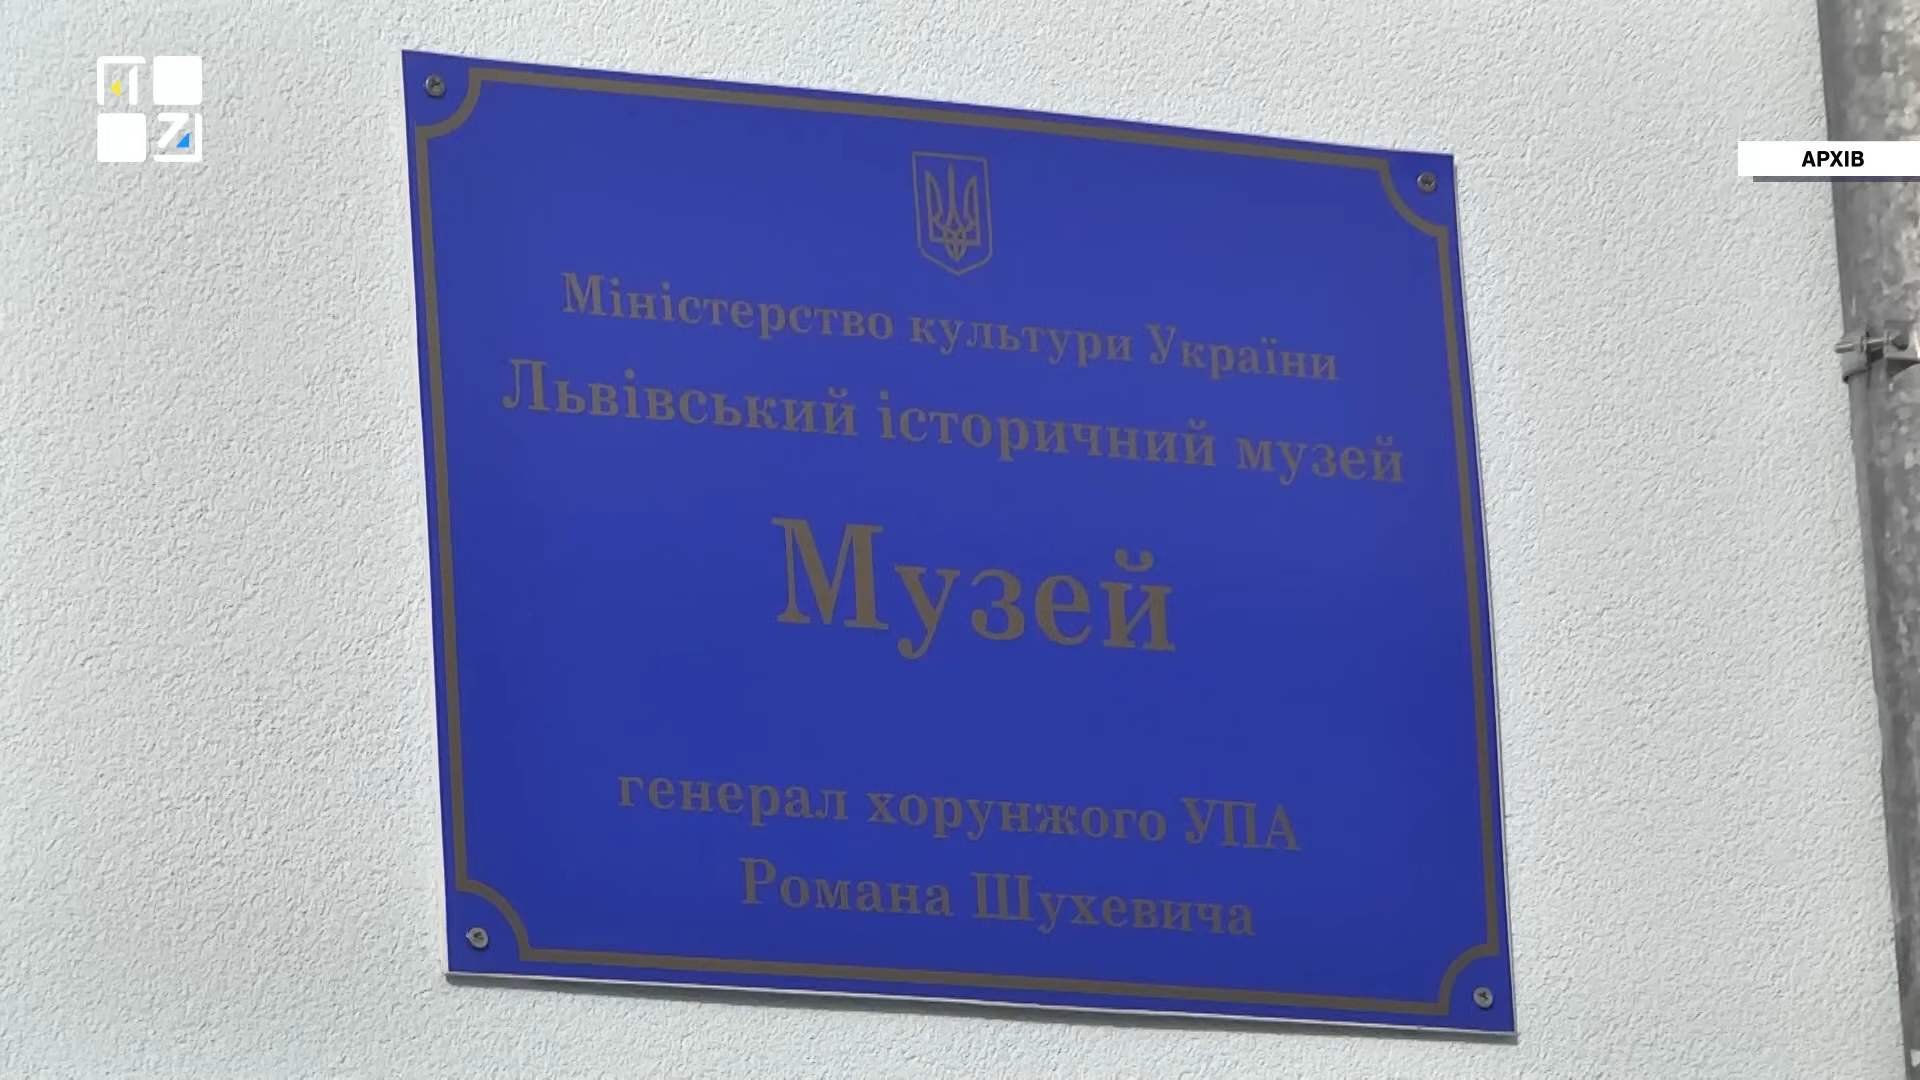 АРХІВ
Міністерство культури України
Львівський історичний музей
Музей
генерал хорунжого УПА
Романа Шухевича